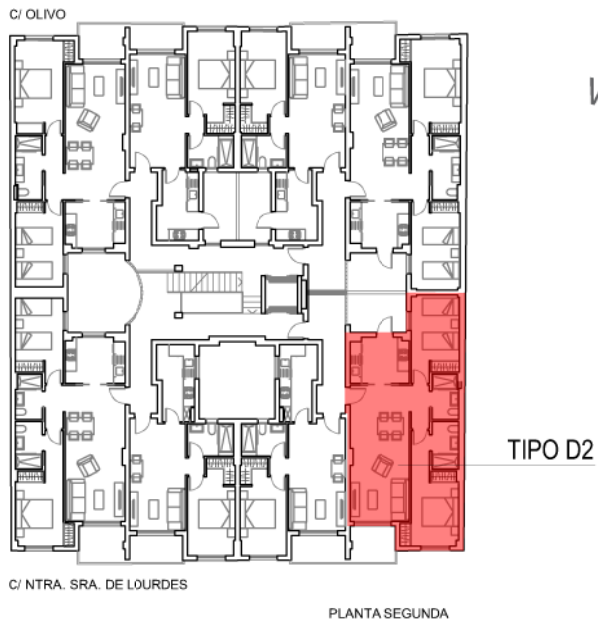 C/ OLIVO
TIPO D2
C/ NTRA. SRA. DE LOURDES
PLANTA SEGUNDA